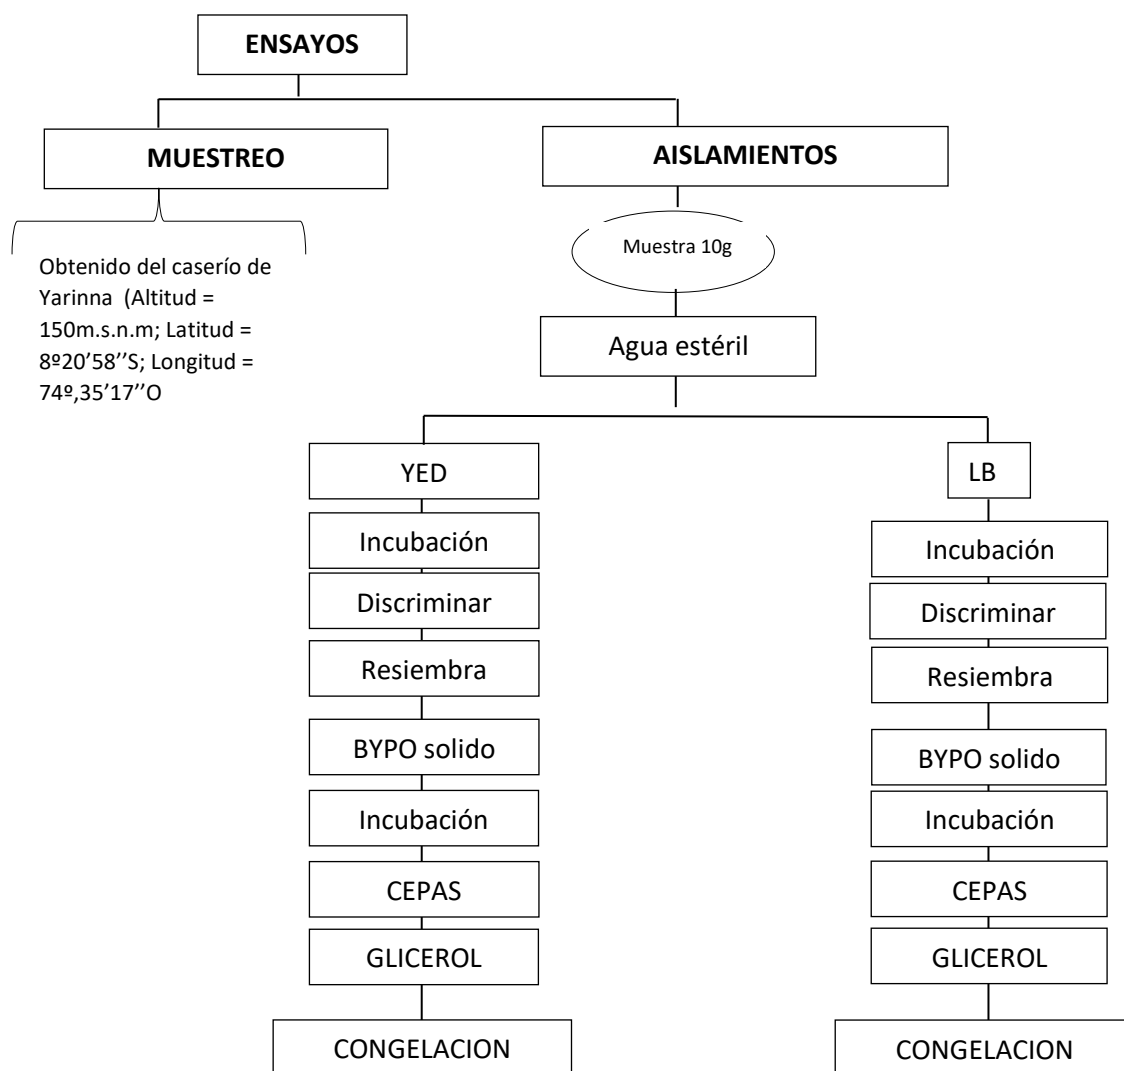 ENSAYOS
MUESTREO
AISLAMIENTOS
Obtenido del caserío de
Yarinna (Altitud =
150m.s.n.m; Latitud =
8º20’58’’S; Longitud =
74º,35’17’’O
Muestra 10g
Agua estéril
YED
Incubación
Discriminar
Resiembra
BYPO solido
Incubación
CEPAS
GLICEROL
CONGELACION
LB
Incubación
Discriminar
Resiembra
BYPO solido
Incubación
CEPAS
GLICEROL
CONGELACION